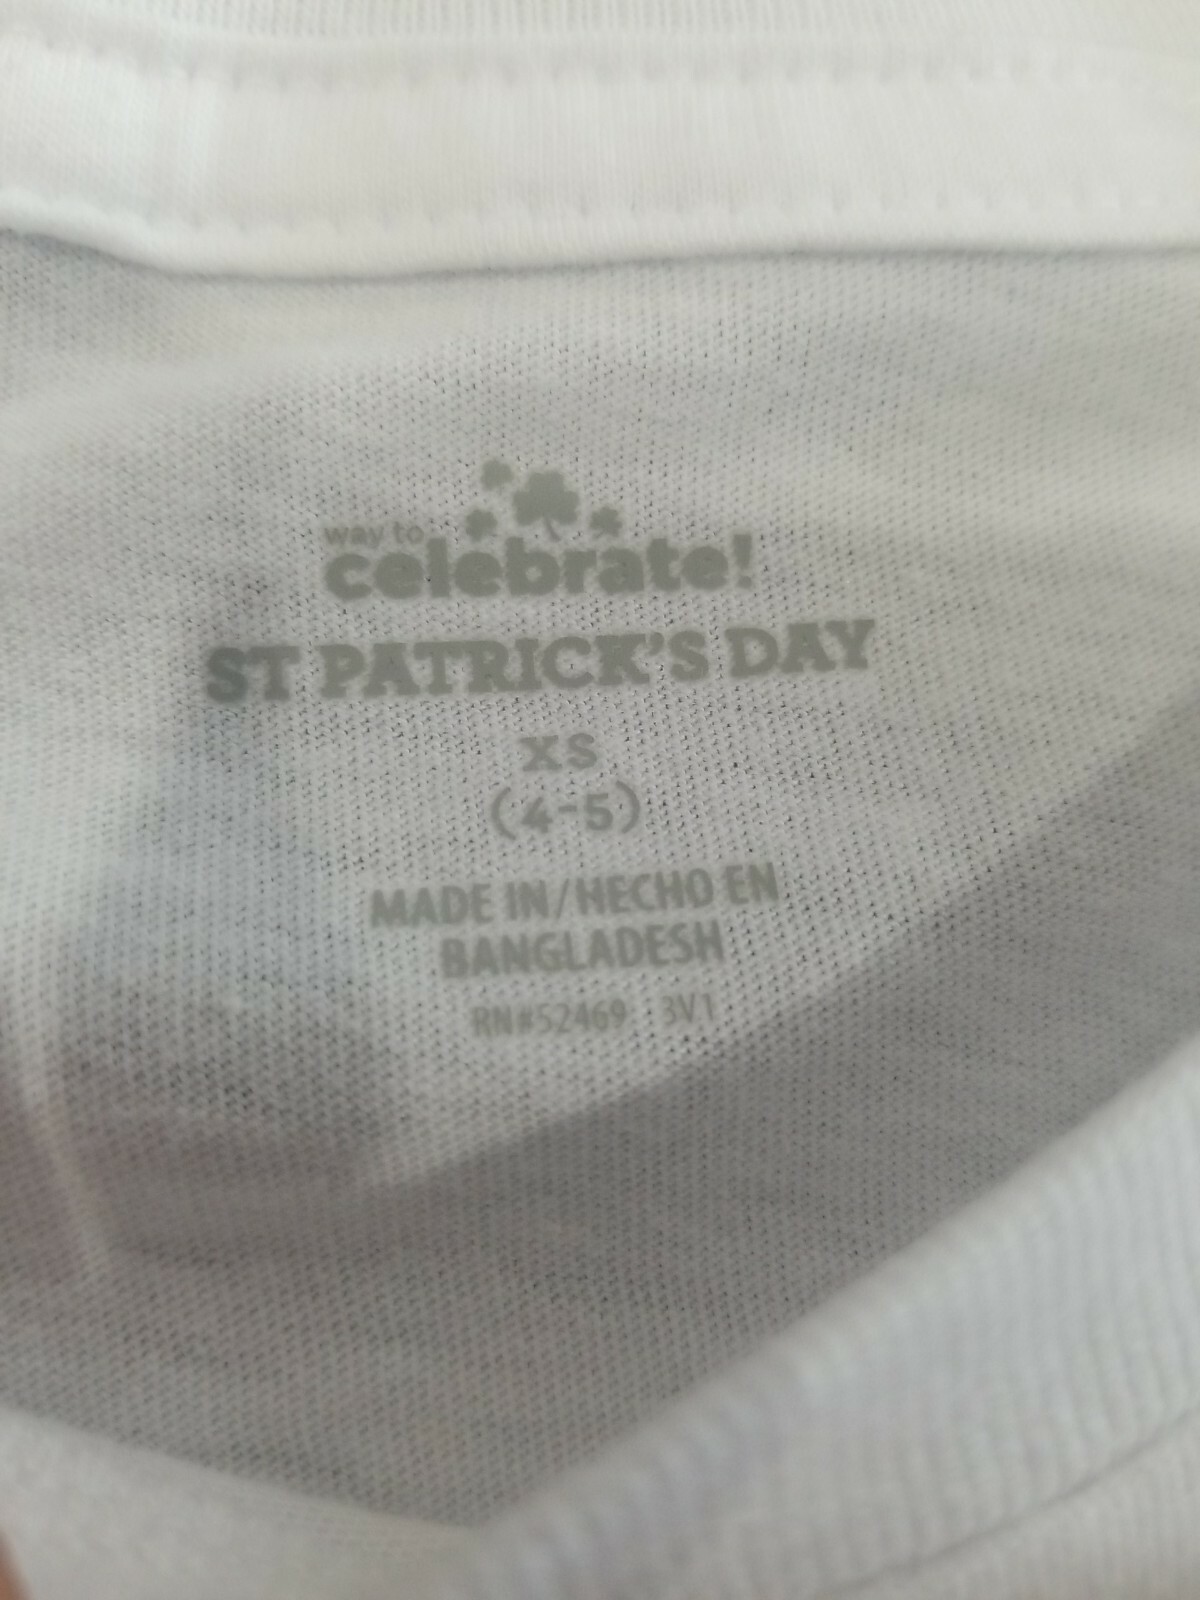 way to
celebrate!
ST PATRICK'S DAY
XS
(4-5)
MADE IN/HECHO EN
BANGLADESH
RN#52469 3V1